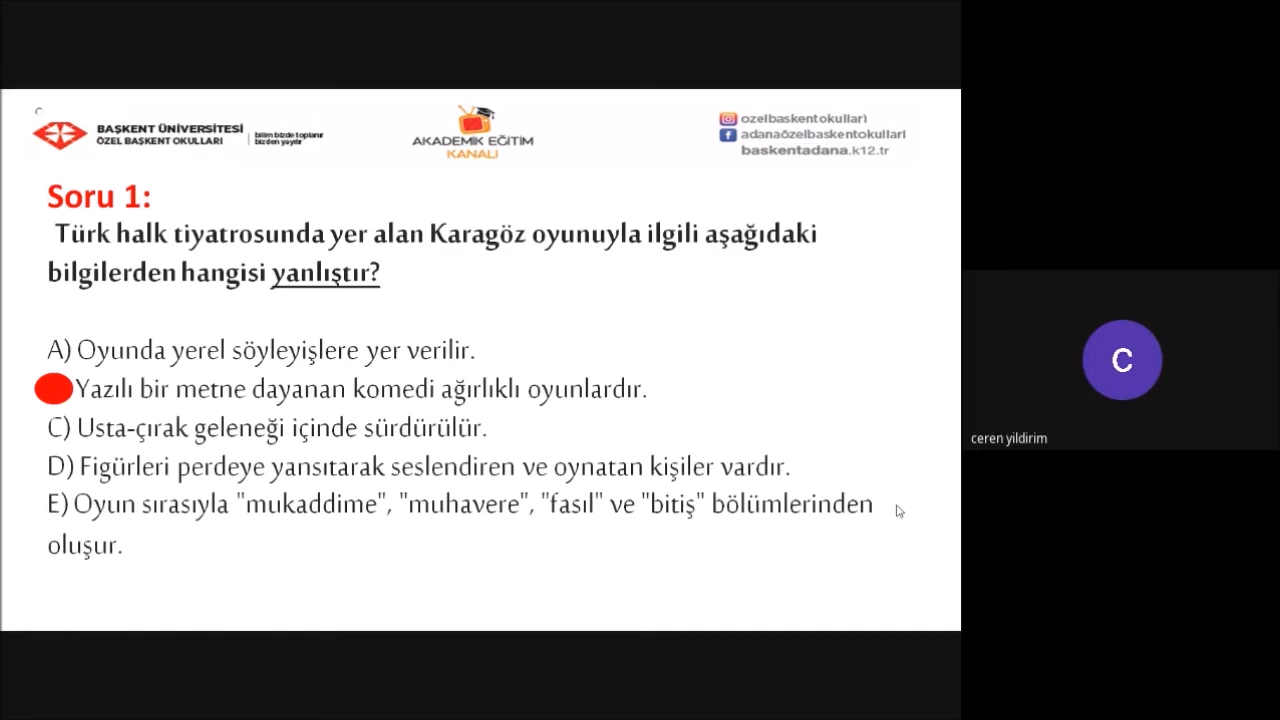 BAŞKENT ÜNİVERSİTESİ
ÖZEL BAŞKENT OKULLARI
bilim bizde toplanır
bizden yayılır
AKADEMİK EĞİTİM
KANALI
ozelbaskentokullari
adanaözelbaskentokullari
baskentadana.k12.tr
Soru 1:
Türk halk tiyatrosunda yer alan Karagöz oyunuyla ilgili aşağıdaki
bilgilerden hangisi yanlıştır?
A) Oyunda yerel söyleyişlere yer verilir.
Yazılı bir metne dayanan komedi ağırlıklı oyunlardır.
C) Usta-çırak geleneği içinde sürdürülür.
D) Figürleri perdeye yansıtarak seslendiren ve oynatan kişiler vardır.
E) Oyun sırasıyla "mukaddime", "muhavere", "fasıl" ve "bitiş" bölümlerinden
oluşur.
C
ceren yildirim